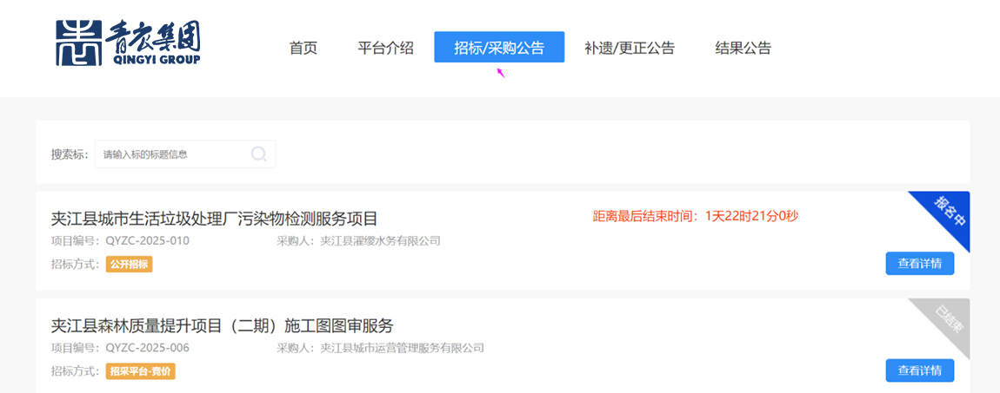 青衣集团
QINGYI GROUP
首页 平台介绍 招标/采购公告 补遗/更正公告 结果公告
搜索标： 请输入标的标题信息
夹江县城市生活垃圾处理厂污染物检测服务项目 距离最后结束时间：1天22时21分0秒 报名中
项目编号：QYZC-2025-010 采购人：夹江县濯缨水务有限公司
招标方式：公开招标 查看详情
夹江县森林质量提升项目（二期）施工图图审服务 已结束
项目编号：QYZC-2025-006 采购人：夹江县城市运营管理服务有限公司
招标方式：招采平台-竞价 查看详情